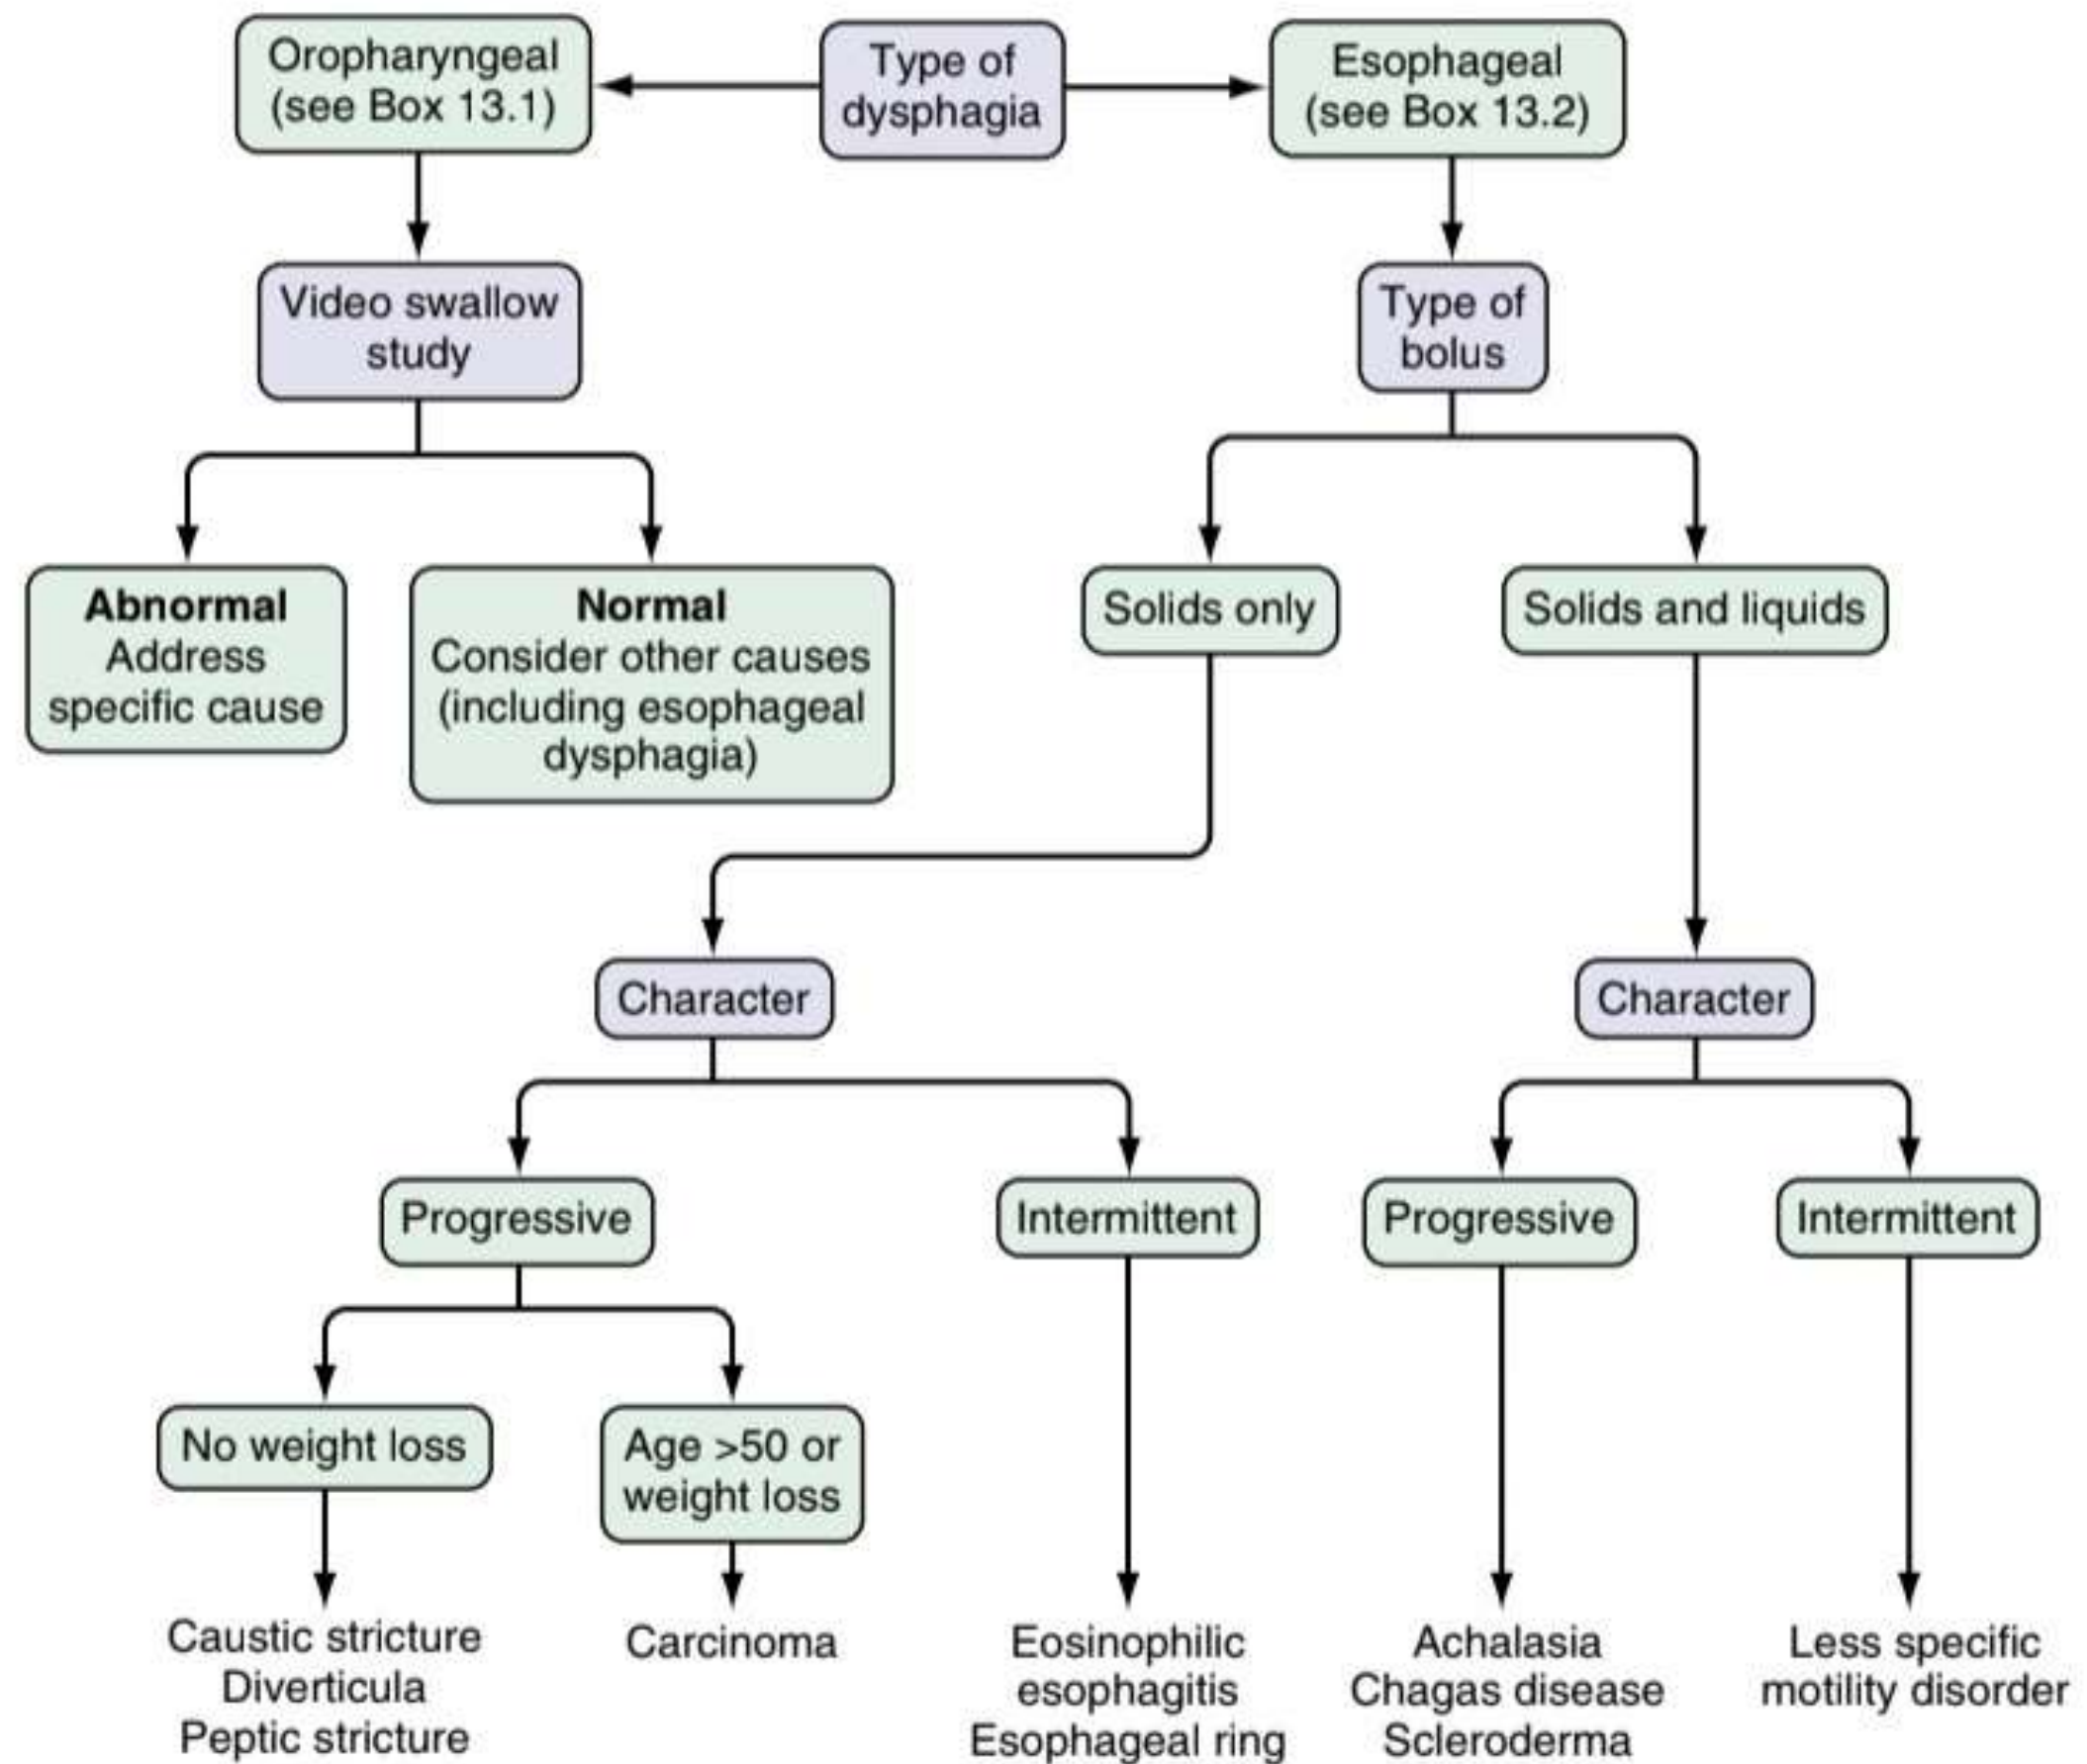 Oropharyngeal
(see Box 13.1)
Type of
dysphagia
Esophageal
(see Box 13.2)
Video swallow
study
Type of
bolus
Abnormal
Address
specific cause
Normal
Consider other causes
(including esophageal
dysphagia)
Solids only
Solids and liquids
Character
Character
Progressive
Intermittent
Progressive
Intermittent
No weight loss
Age >50 or
weight loss
Caustic stricture
Diverticula
Peptic stricture
Carcinoma
Eosinophilic
esophagitis
Esophageal ring
Achalasia
Chagas disease
Scleroderma
Less specific
motility disorder